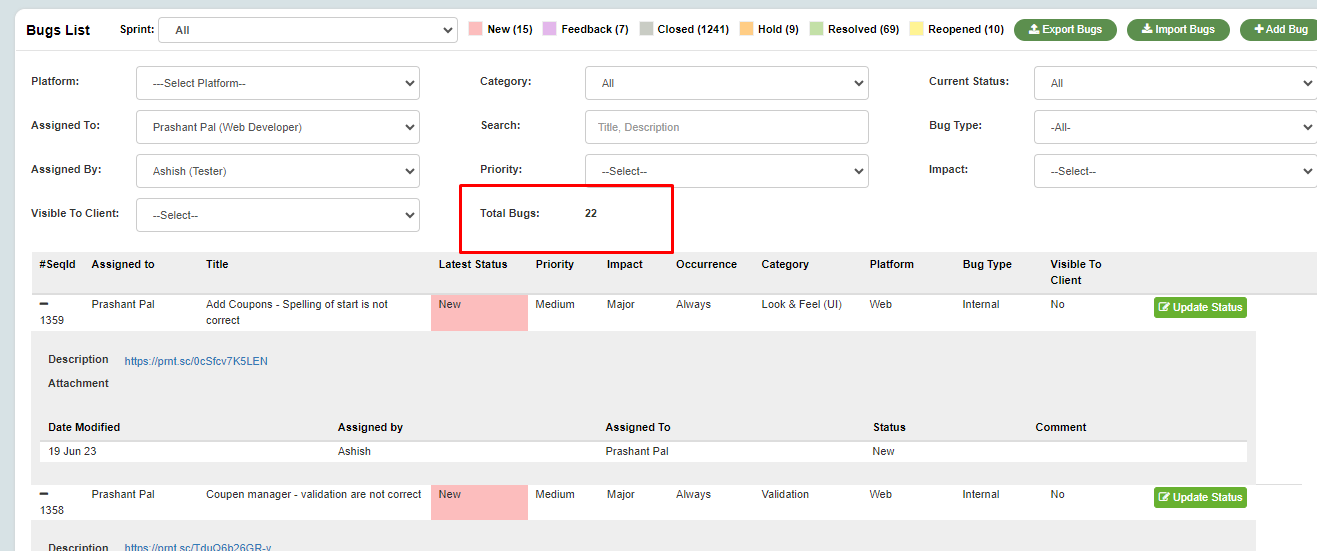 Bugs List Sprint: All New (15) Feedback (7) Closed (1241) Hold (9) Resolved (69) Reopened (10) Export Bugs Import Bugs Add Bug
Platform: ---Select Platform-- Category: All Current Status: All
Assigned To: Prashant Pal (Web Developer) Search: Title, Description Bug Type: -All-
Assigned By: Ashish (Tester) Priority: --Select-- Impact: --Select--
Visible To Client: --Select-- Total Bugs: 22
#SeqId Assigned to Title Latest Status Priority Impact Occurrence Category Platform Bug Type Visible To
Client
Prashant Pal Add Coupons - Spelling of start is not New Medium Major Always Look & Feel (UI) Web Internal No Update Status
1359 correct
Description https://prnt.sc/0cSfcv7K5LEN
Attachment
Date Modified Assigned by Assigned To Status Comment
19 Jun 23 Ashish Prashant Pal New
Prashant Pal Coupen manager - validation are not correct New Medium Major Always Validation Web Internal No Update Status
1358
Description https://prnt.sc/TduQ6b26GR-v